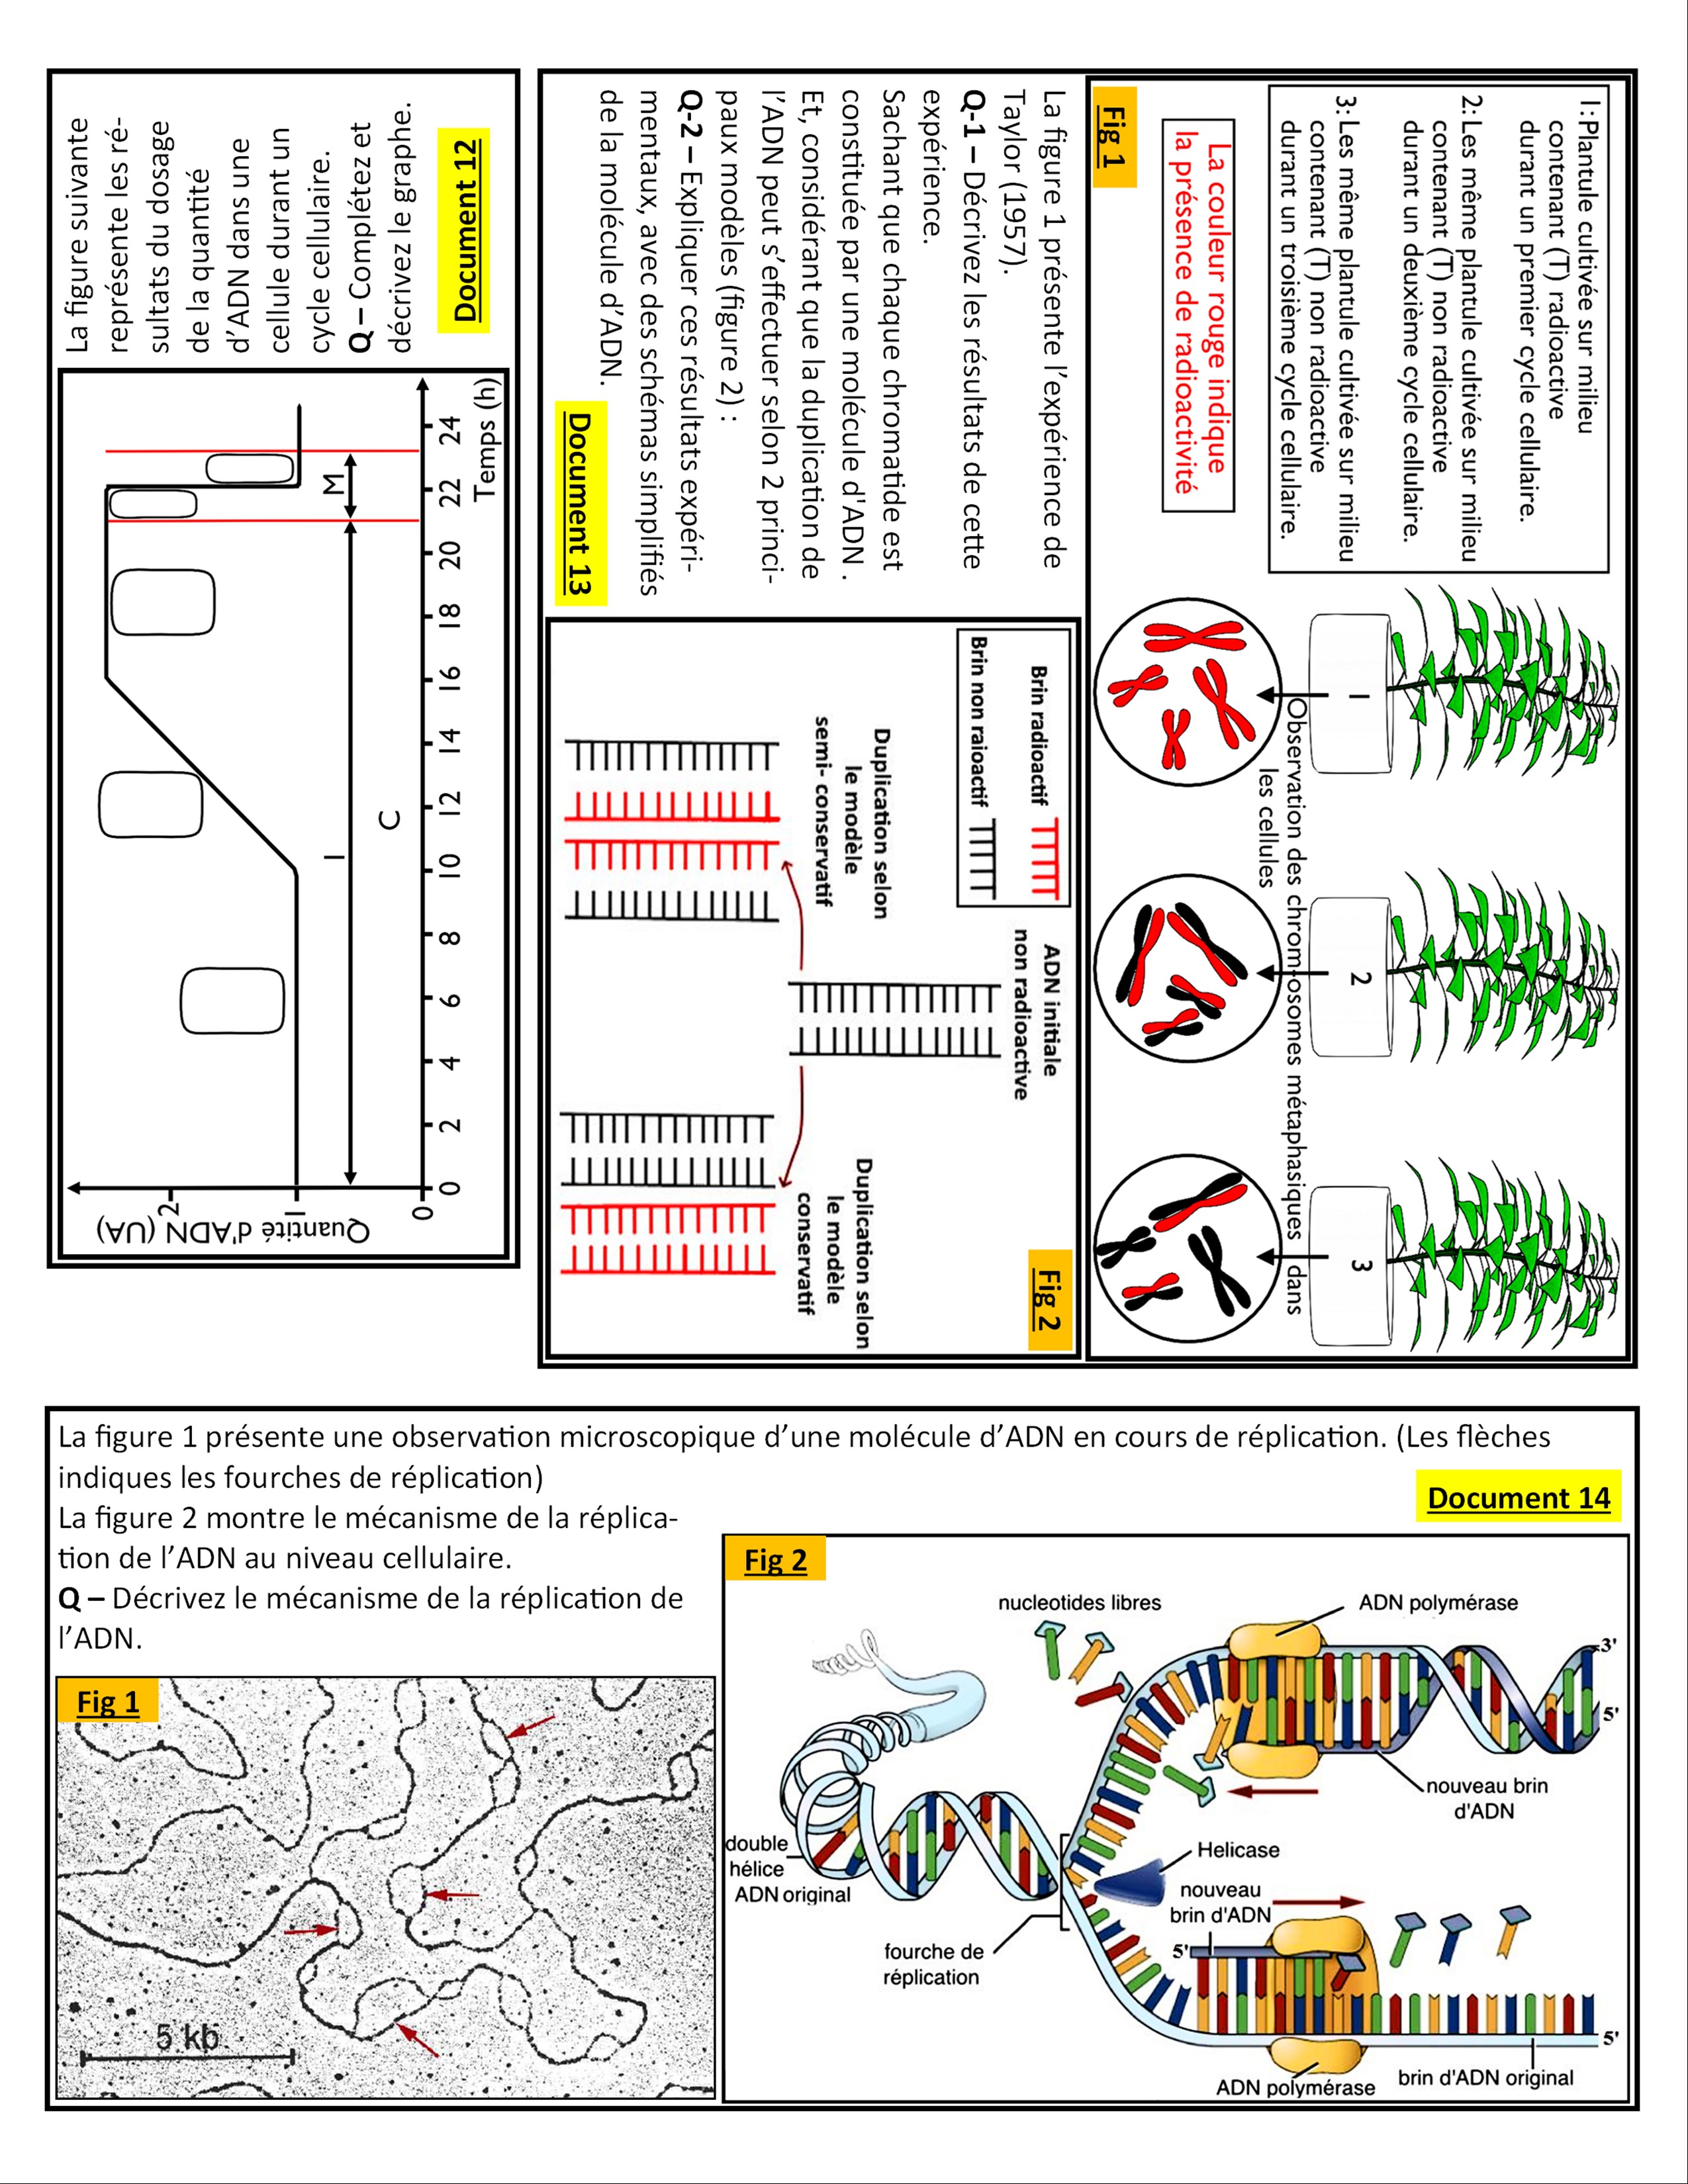 Document 12
La figure suivante
représente les ré-
sultats du dosage
de la quantité
d'ADN dans une
cellule durant un
cycle cellulaire.
Q – Complétez et
décrivez le graphe.
Quantité d'ADN (UA)
2
1
0
0
2
4
6
8
10
12
14
16
18
20
22
24
Temps (h)
I
M
C
1: Plantule cultivée sur milieu
contenant (T) radioactive
durant un premier cycle cellulaire.
2: Les même plantule cultivée sur milieu
contenant (T) non radioactive
durant un deuxième cycle cellulaire.
3: Les même plantule cultivée sur milieu
contenant (T) non radioactive
durant un troisième cycle cellulaire.
La couleur rouge indique
la présence de radioactivité
Fig 1
1
2
3
Observation des chromosomes métaphasiques dans
les cellules
La figure 1 présente l'expérience de
Taylor (1957).
Q-1 – Décrivez les résultats de cette
expérience.
Sachant que chaque chromatide est
constituée par une molécule d'ADN .
Et, considérant que la duplication de
l'ADN peut s'effectuer selon 2 princi-
paux modèles (figure 2) :
Q-2 – Expliquer ces résultats expéri-
mentaux, avec des schémas simplifiés
de la molécule d'ADN.
Document 13
Fig 2
Brin radioactif
Brin non raioactif
ADN initiale
non radioactive
Duplication selon
le modèle
semi- conservatif
Duplication selon
le modèle
conservatif
La figure 1 présente une observation microscopique d'une molécule d'ADN en cours de réplication. (Les flèches
indiques les fourches de réplication)
Document 14
La figure 2 montre le mécanisme de la réplica-
tion de l'ADN au niveau cellulaire.
Q – Décrivez le mécanisme de la réplication de
l'ADN.
Fig 1
5 kb
Fig 2
nucleotides libres
ADN polymérase
3'
5'
nouveau brin
d'ADN
double
hélice
ADN original
Helicase
nouveau
brin d'ADN
5'
fourche de
réplication
5'
ADN polymérase
brin d'ADN original